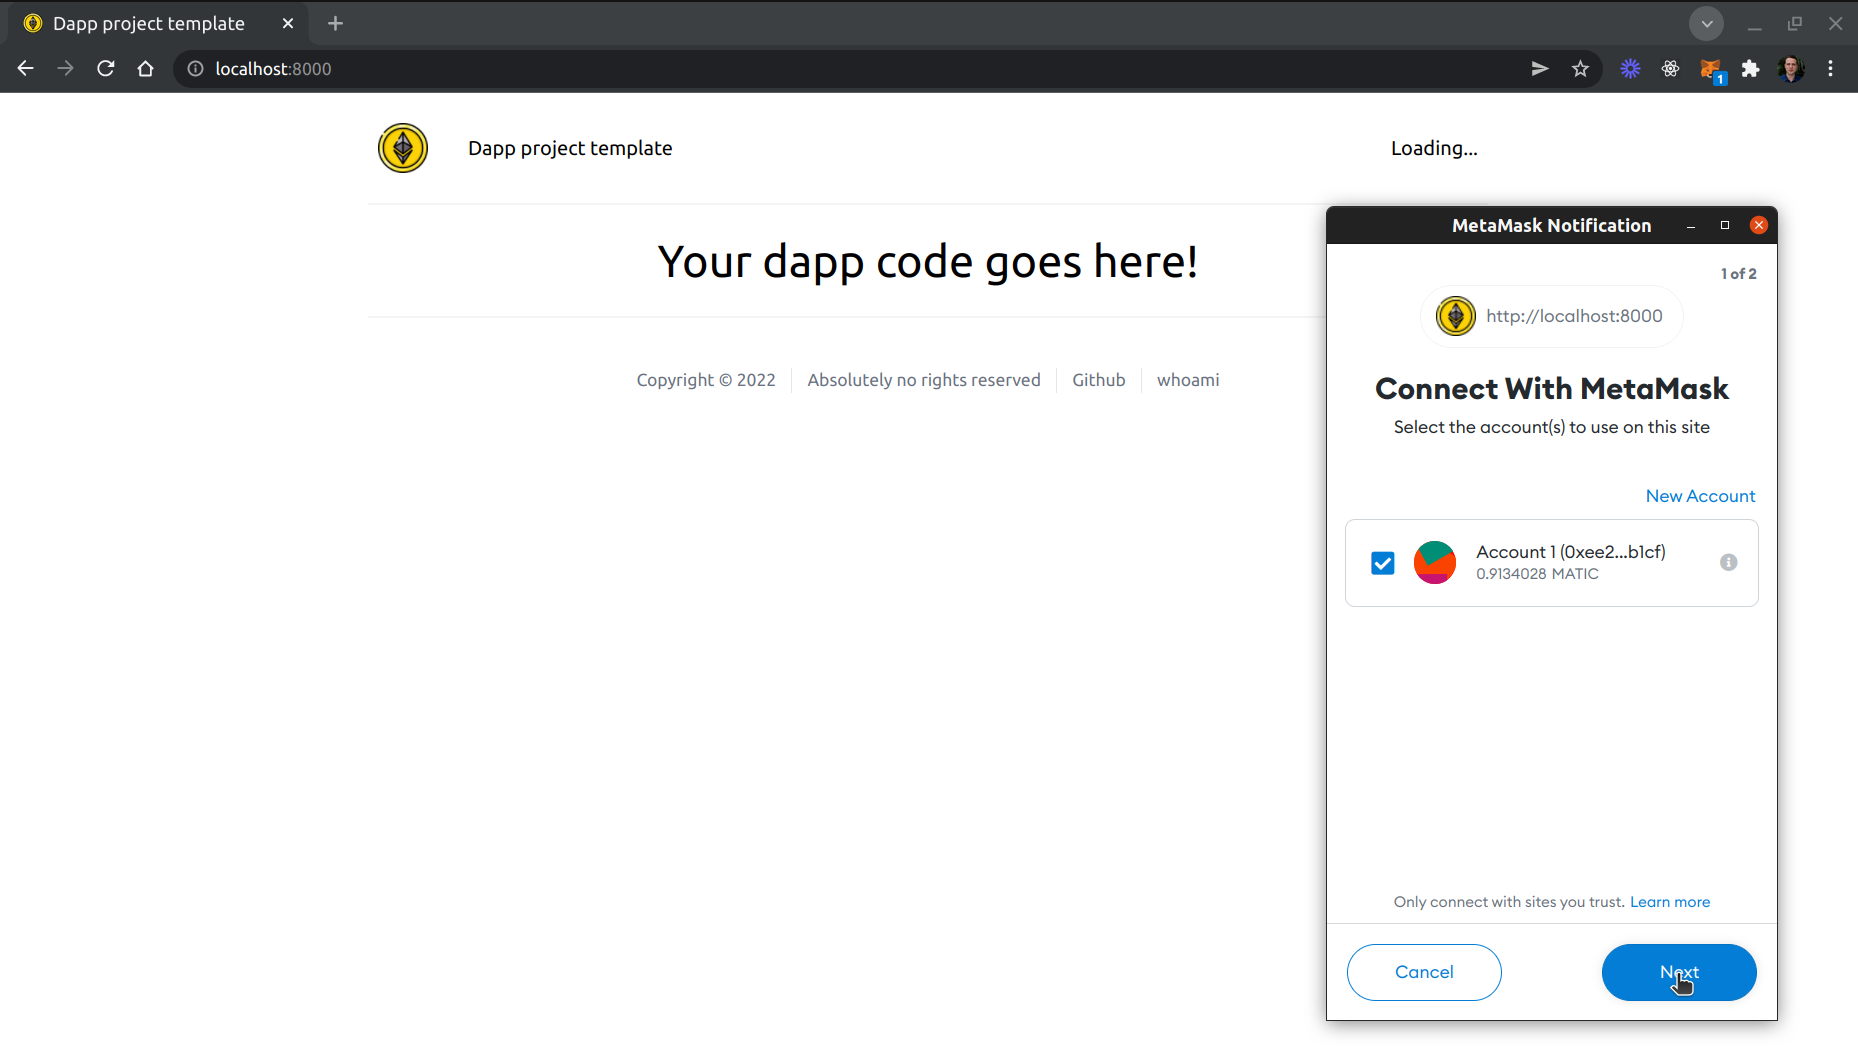 Dapp project template
localhost:8000
1
Dapp project template
Loading...
Your dapp code goes here!
Copyright © 2022
Absolutely no rights reserved
Github
whoami
MetaMask Notification
1 of 2
http://localhost:8000
Connect With MetaMask
Select the account(s) to use on this site
New Account
Account 1 (0xee2...b1cf)
0.9134028 MATIC
Only connect with sites you trust. Learn more
Cancel
Next